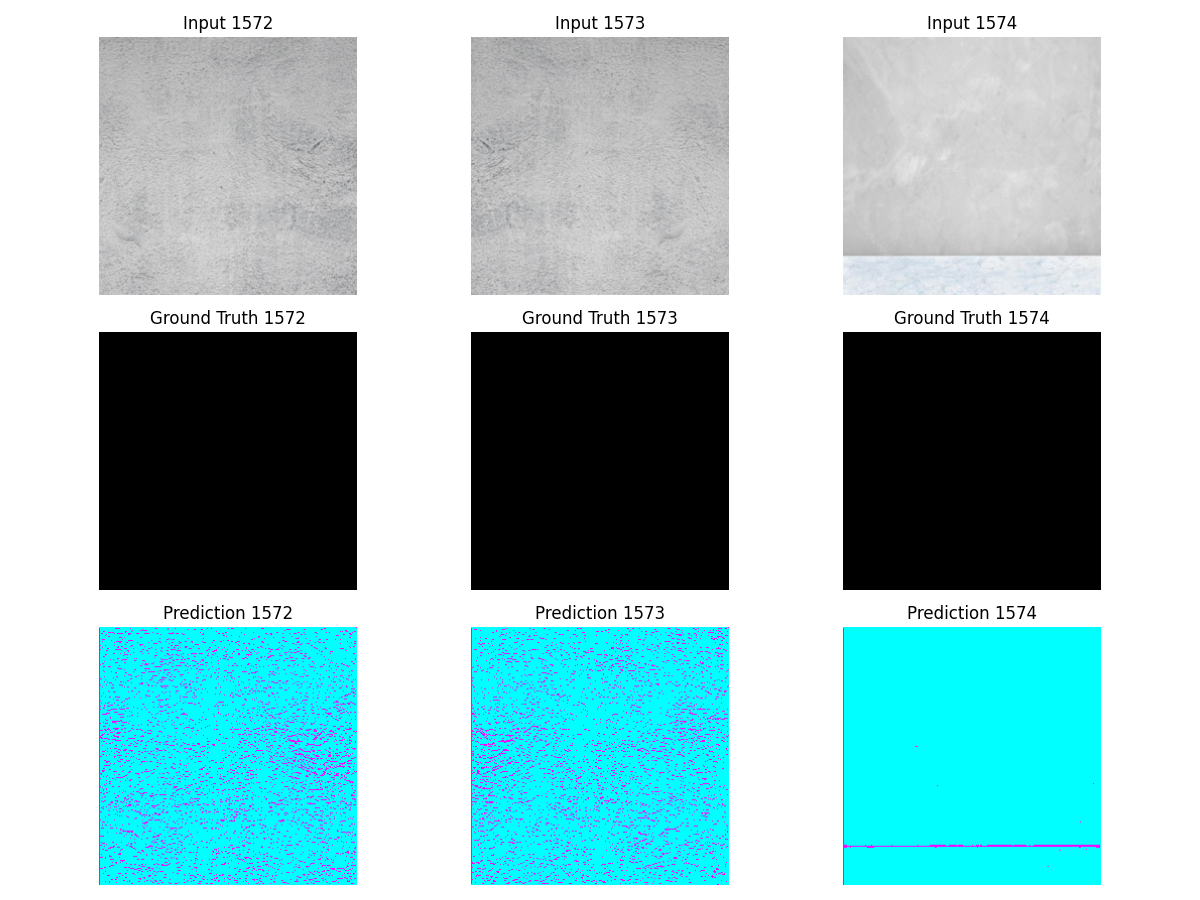 Input 1572
Input 1573
Input 1574
Ground Truth 1572
Ground Truth 1573
Ground Truth 1574
Prediction 1572
Prediction 1573
Prediction 1574